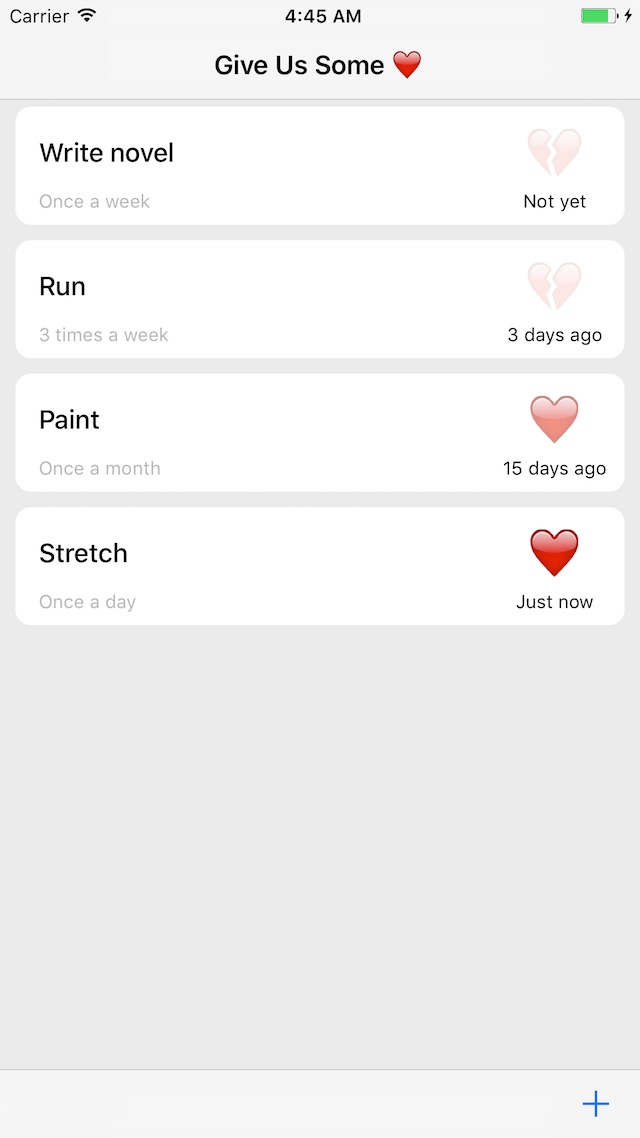 Carrier 4:45 AM
Give Us Some ❤️
Write novel
Once a week
Not yet
Run
3 times a week
3 days ago
Paint
Once a month
15 days ago
Stretch
Once a day
Just now